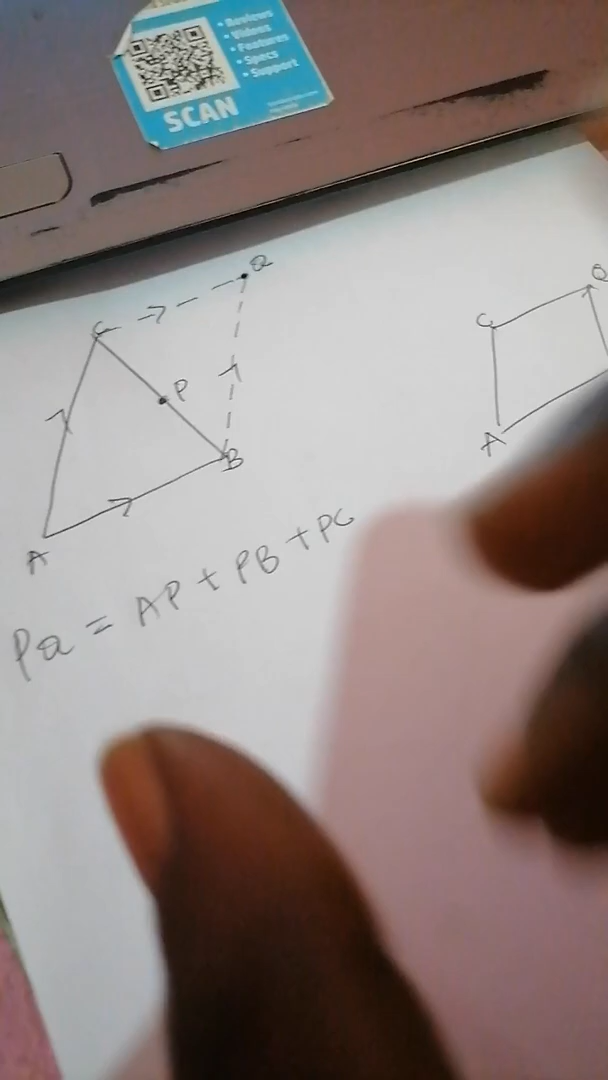 • Reviews
• Videos
• Features
• Specs
• Support
SCAN
Q
C
P
B
A
Q
C
A
PQ = AP + PB + PC